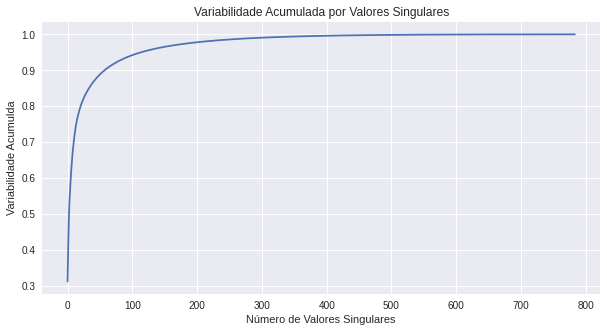 Variabilidade Acumulada por Valores Singulares
1.0
0.9
0.8
0.7
0.6
0.5
0.4
0.3
Variabilidade Acumulda
0 100 200 300 400 500 600 700 800
Número de Valores Singulares